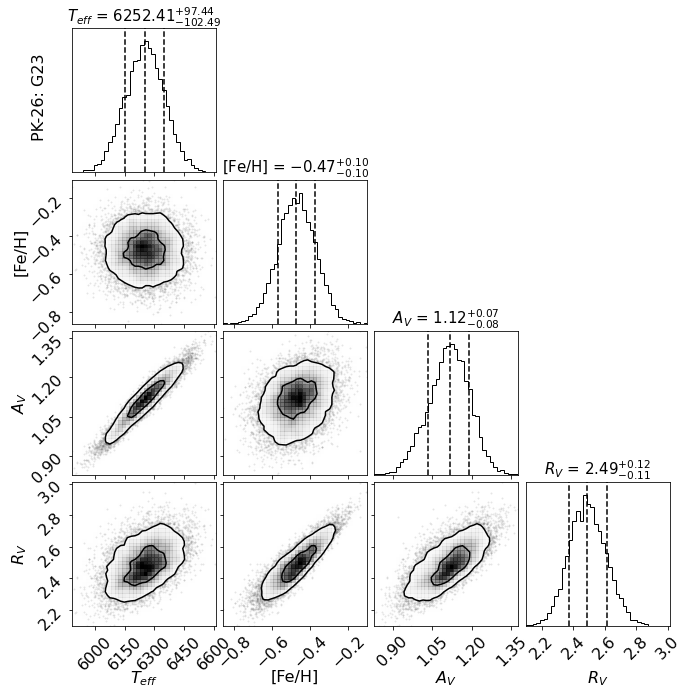 T_eff = 6252.41 +97.44 −102.49
PK-26: G23
[Fe/H] = −0.47 +0.10 −0.10
[Fe/H]
−0.2
−0.4
−0.6
−0.8
A_V = 1.12 +0.07 −0.08
A_V
1.35
1.20
1.05
0.90
R_V = 2.49 +0.12 −0.11
R_V
3.0
2.8
2.6
2.4
2.2
6000 6150 6300 6450 6600
T_eff
−0.8 −0.6 −0.4 −0.2
[Fe/H]
0.90 1.05 1.20 1.35
A_V
2.2 2.4 2.6 2.8 3.0
R_V